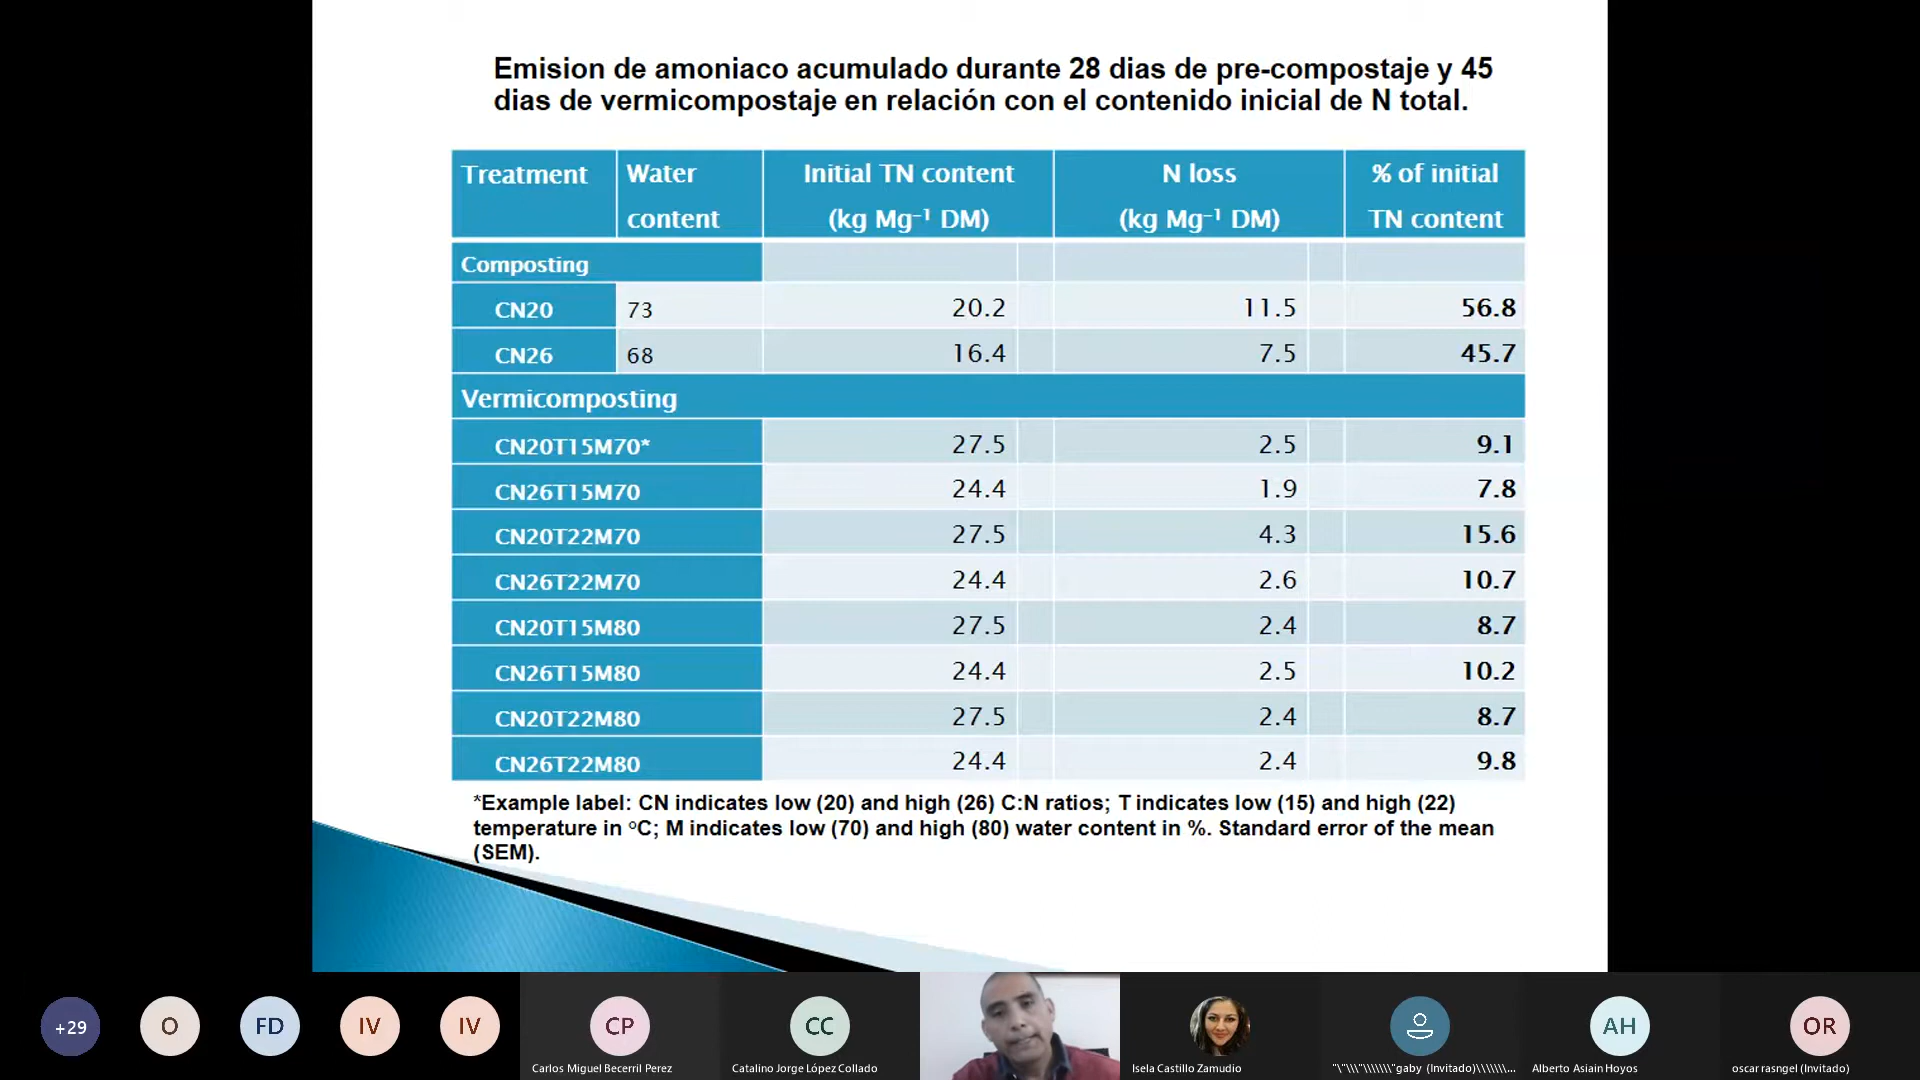 Emision de amoniaco acumulado durante 28 dias de pre-compostaje y 45
dias de vermicompostaje en relación con el contenido inicial de N total.
Treatment Water content Initial TN content (kg Mg⁻¹ DM) N loss (kg Mg⁻¹ DM) % of initial TN content
Composting
CN20 73 20.2 11.5 56.8
CN26 68 16.4 7.5 45.7
Vermicomposting
CN20T15M70* 27.5 2.5 9.1
CN26T15M70 24.4 1.9 7.8
CN20T22M70 27.5 4.3 15.6
CN26T22M70 24.4 2.6 10.7
CN20T15M80 27.5 2.4 8.7
CN26T15M80 24.4 2.5 10.2
CN20T22M80 27.5 2.4 8.7
CN26T22M80 24.4 2.4 9.8
*Example label: CN indicates low (20) and high (26) C:N ratios; T indicates low (15) and high (22)
temperature in ºC; M indicates low (70) and high (80) water content in %. Standard error of the mean
(SEM).
+29 O FD IV IV CP CC AH OR
Carlos Miguel Becerril Perez
Catalino Jorge López Collado
Isela Castillo Zamudio
"\"\\\"\\\\\\\"gaby (Invitado)\\\\\\\...
Alberto Asiain Hoyos
oscar rasngel (Invitado)